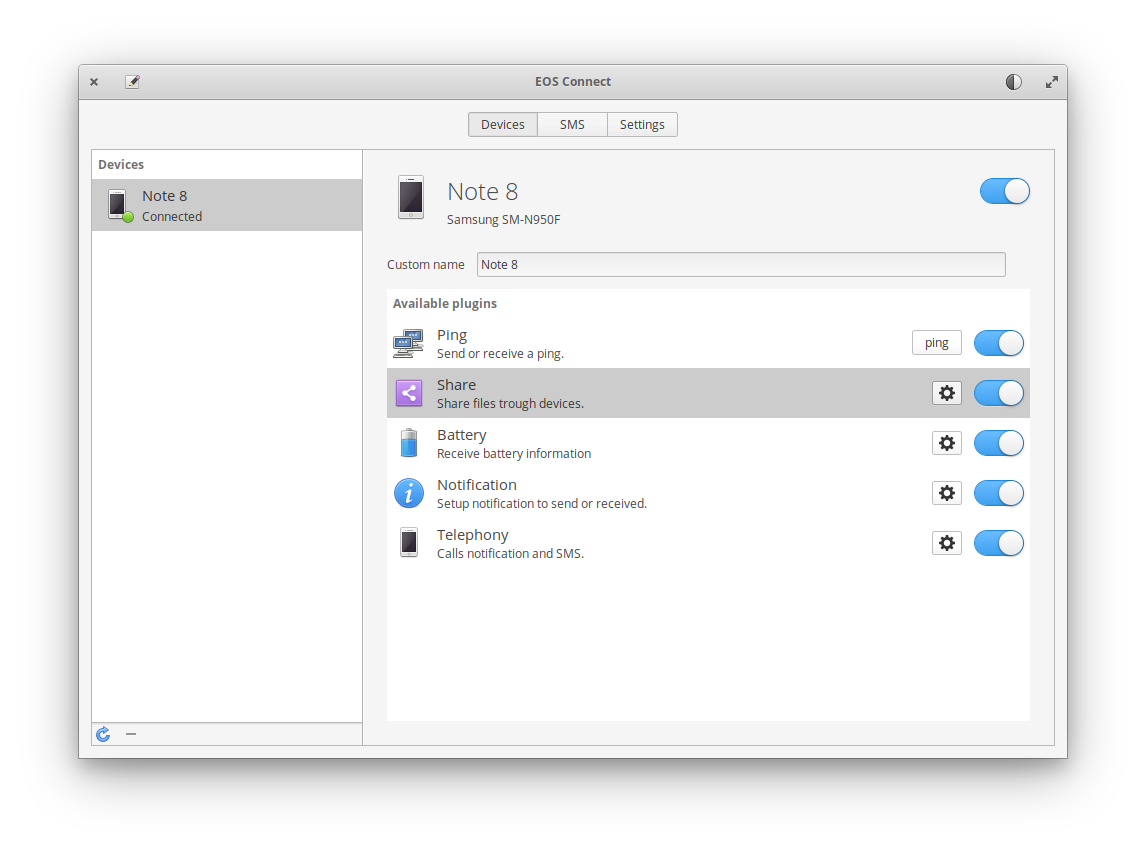 EOS Connect
Devices
SMS
Settings
Devices
Note 8
Connected
Note 8
Samsung SM-N950F
Custom name
Note 8
Available plugins
Ping
Send or receive a ping.
ping
Share
Share files trough devices.
Battery
Receive battery information
Notification
Setup notification to send or received.
Telephony
Calls notification and SMS.